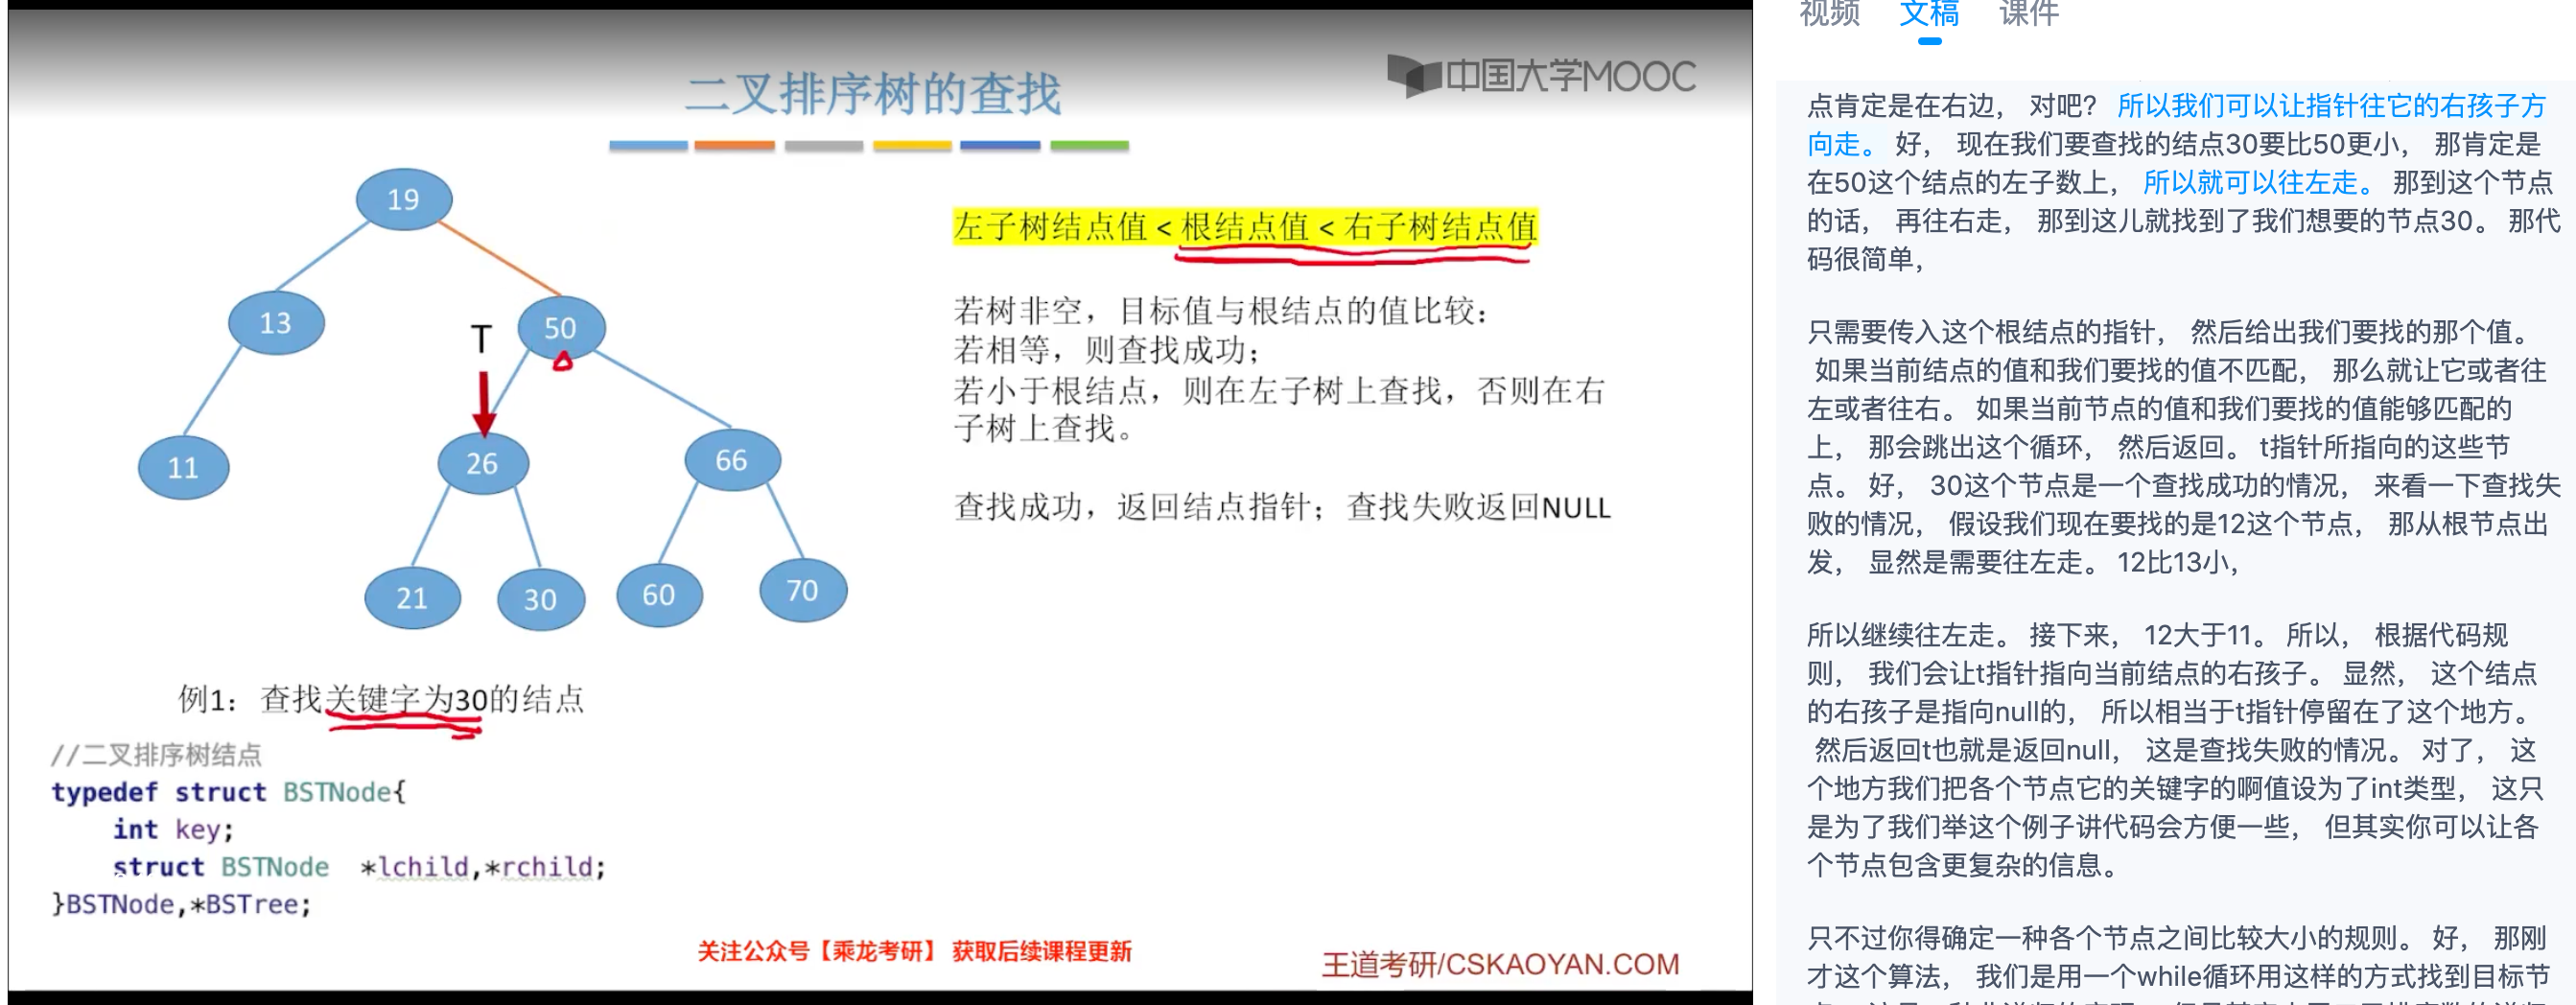 二叉排序树的查找
中国大学MOOC
19
13
50
T
11
26
66
21
30
60
70
左子树结点值 < 根结点值 < 右子树结点值
若树非空，目标值与根结点的值比较：
若相等，则查找成功；
若小于根结点，则在左子树上查找，否则在右
子树上查找。
查找成功，返回结点指针；查找失败返回NULL
例1：查找关键字为30的结点
//二叉排序树结点
typedef struct BSTNode{
int key;
struct BSTNode *lchild,*rchild;
}BSTNode,*BSTree;
关注公众号【乘龙考研】 获取后续课程更新
王道考研/CSKAOYAN.COM
视频 文稿 课件
点肯定是在右边， 对吧？ 所以我们可以让指针往它的右孩子方
向走。 好， 现在我们要查找的结点30要比50更小， 那肯定是
在50这个结点的左子数上， 所以就可以往左走。 那到这个节点
的话， 再往右走， 那到这儿就找到了我们想要的节点30。 那代
码很简单，
只需要传入这个根结点的指针， 然后给出我们要找的那个值。
如果当前结点的值和我们要找的值不匹配， 那么就让它或者往
左或者往右。 如果当前节点的值和我们要找的值能够匹配的
上， 那会跳出这个循环， 然后返回。 t指针所指向的这些节
点。 好， 30这个节点是一个查找成功的情况， 来看一下查找失
败的情况， 假设我们现在要找的是12这个节点， 那从根节点出
发， 显然是需要往左走。 12比13小，
所以继续往左走。 接下来， 12大于11。 所以， 根据代码规
则， 我们会让t指针指向当前结点的右孩子。 显然， 这个结点
的右孩子是指向null的， 所以相当于t指针停留在了这个地方。
然后返回t也就是返回null， 这是查找失败的情况。 对了， 这
个地方我们把各个节点它的关键字的啊值设为了int类型， 这只
是为了我们举这个例子讲代码会方便一些， 但其实你可以让各
个节点包含更复杂的信息。
只不过你得确定一种各个节点之间比较大小的规则。 好， 那刚
才这个算法， 我们是用一个while循环用这样的方式找到目标节